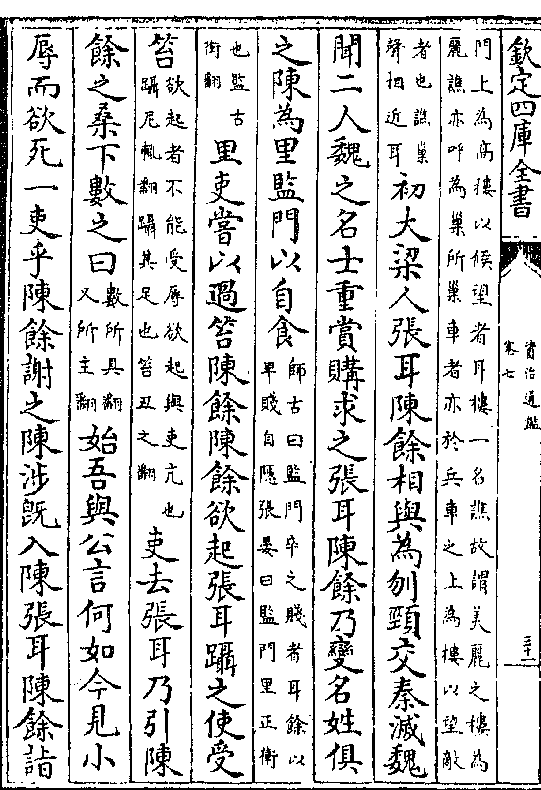 欽定四庫全書
資治通鑑
卷七
門上為高樓以候望者耳樓一名譙故謂美麗之樓為
麗譙亦呼為巢所巢車者亦於兵車之上為樓以望敵
者也譙巢
聲相近耳
初大梁人張耳陳餘相與為刎頸交秦滅魏
聞二人魏之名士重賞購求之張耳陳餘乃變名姓俱
之陳為里監門以自食
師古曰監門卒之賤者耳餘以
卑賤自隱張晏曰監門里正衛
也監古
銜翻
里吏嘗以過笞陳餘陳餘欲起張耳躡之使受
笞
欲起者不能受辱欲起與吏亢也
躡尼輒翻躡其足也笞丑之翻
吏去張耳乃引陳
餘之桑下數之曰
數所具翻
又所主翻
始吾與公言何如今見小
辱而欲死一吏乎陳餘謝之陳涉既入陳張耳陳餘詣